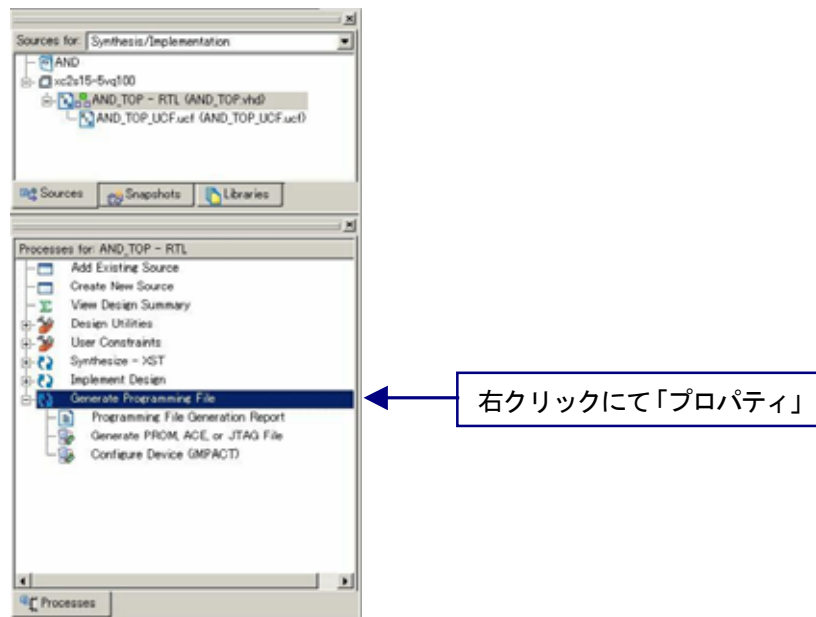 Sources for: Synthesis/Implementation
AND
xc2s15-5vq100
AND_TOP - RTL (AND_TOP.vhd)
AND_TOP_UCF.ucf (AND_TOP_UCF.ucf)
Sources Snapshots Libraries
Processes for: AND_TOP - RTL
Add Existing Source
Create New Source
View Design Summary
Design Utilities
User Constraints
Synthesize - XST
Implement Design
Generate Programming File
右クリックにて「プロパティ」
Programming File Generation Report
Generate PROM, ACE, or JTAG File
Configure Device (iMPACT)
Processes